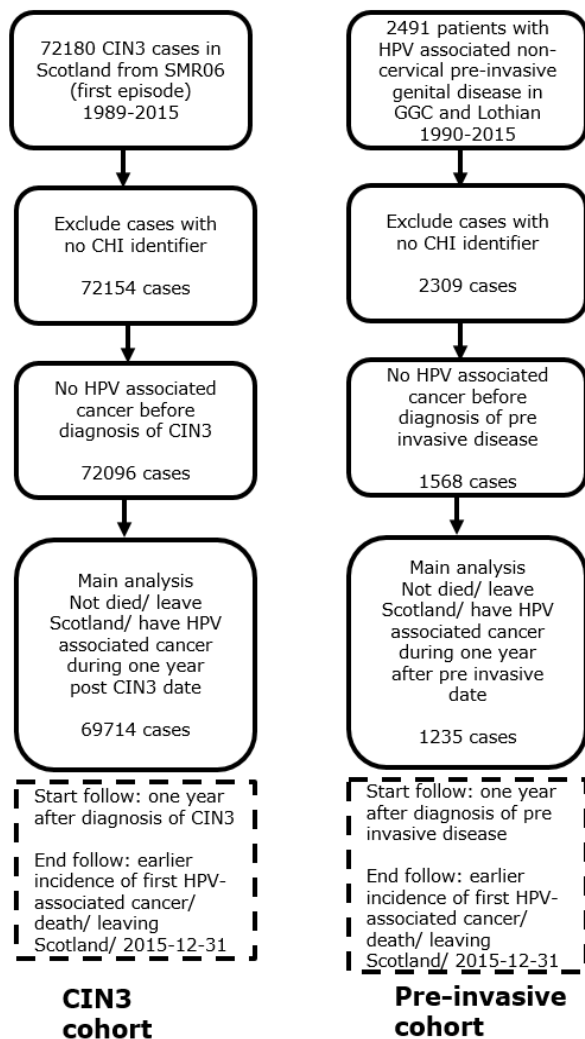 72180 CIN3 cases in
Scotland from SMR06
(first episode)
1989-2015
Exclude cases with
no CHI identifier
72154 cases
No HPV associated
cancer before
diagnosis of CIN3
72096 cases
Main analysis
Not died/ leave
Scotland/ have HPV
associated cancer
during one year
post CIN3 date
69714 cases
Start follow: one year
after diagnosis of CIN3
End follow: earlier
incidence of first HPV-
associated cancer/
death/ leaving
Scotland/ 2015-12-31
CIN3
cohort
2491 patients with
HPV associated non-
cervical pre-invasive
genital disease in
GGC and Lothian
1990-2015
Exclude cases with
no CHI identifier
2309 cases
No HPV associated
cancer before
diagnosis of pre
invasive disease
1568 cases
Main analysis
Not died/ leave
Scotland/ have HPV
associated cancer
during one year
after pre invasive
date
1235 cases
Start follow: one year
after diagnosis of pre
invasive disease
End follow: earlier
incidence of first HPV-
associated cancer/
death/ leaving
Scotland/ 2015-12-31
Pre-invasive
cohort